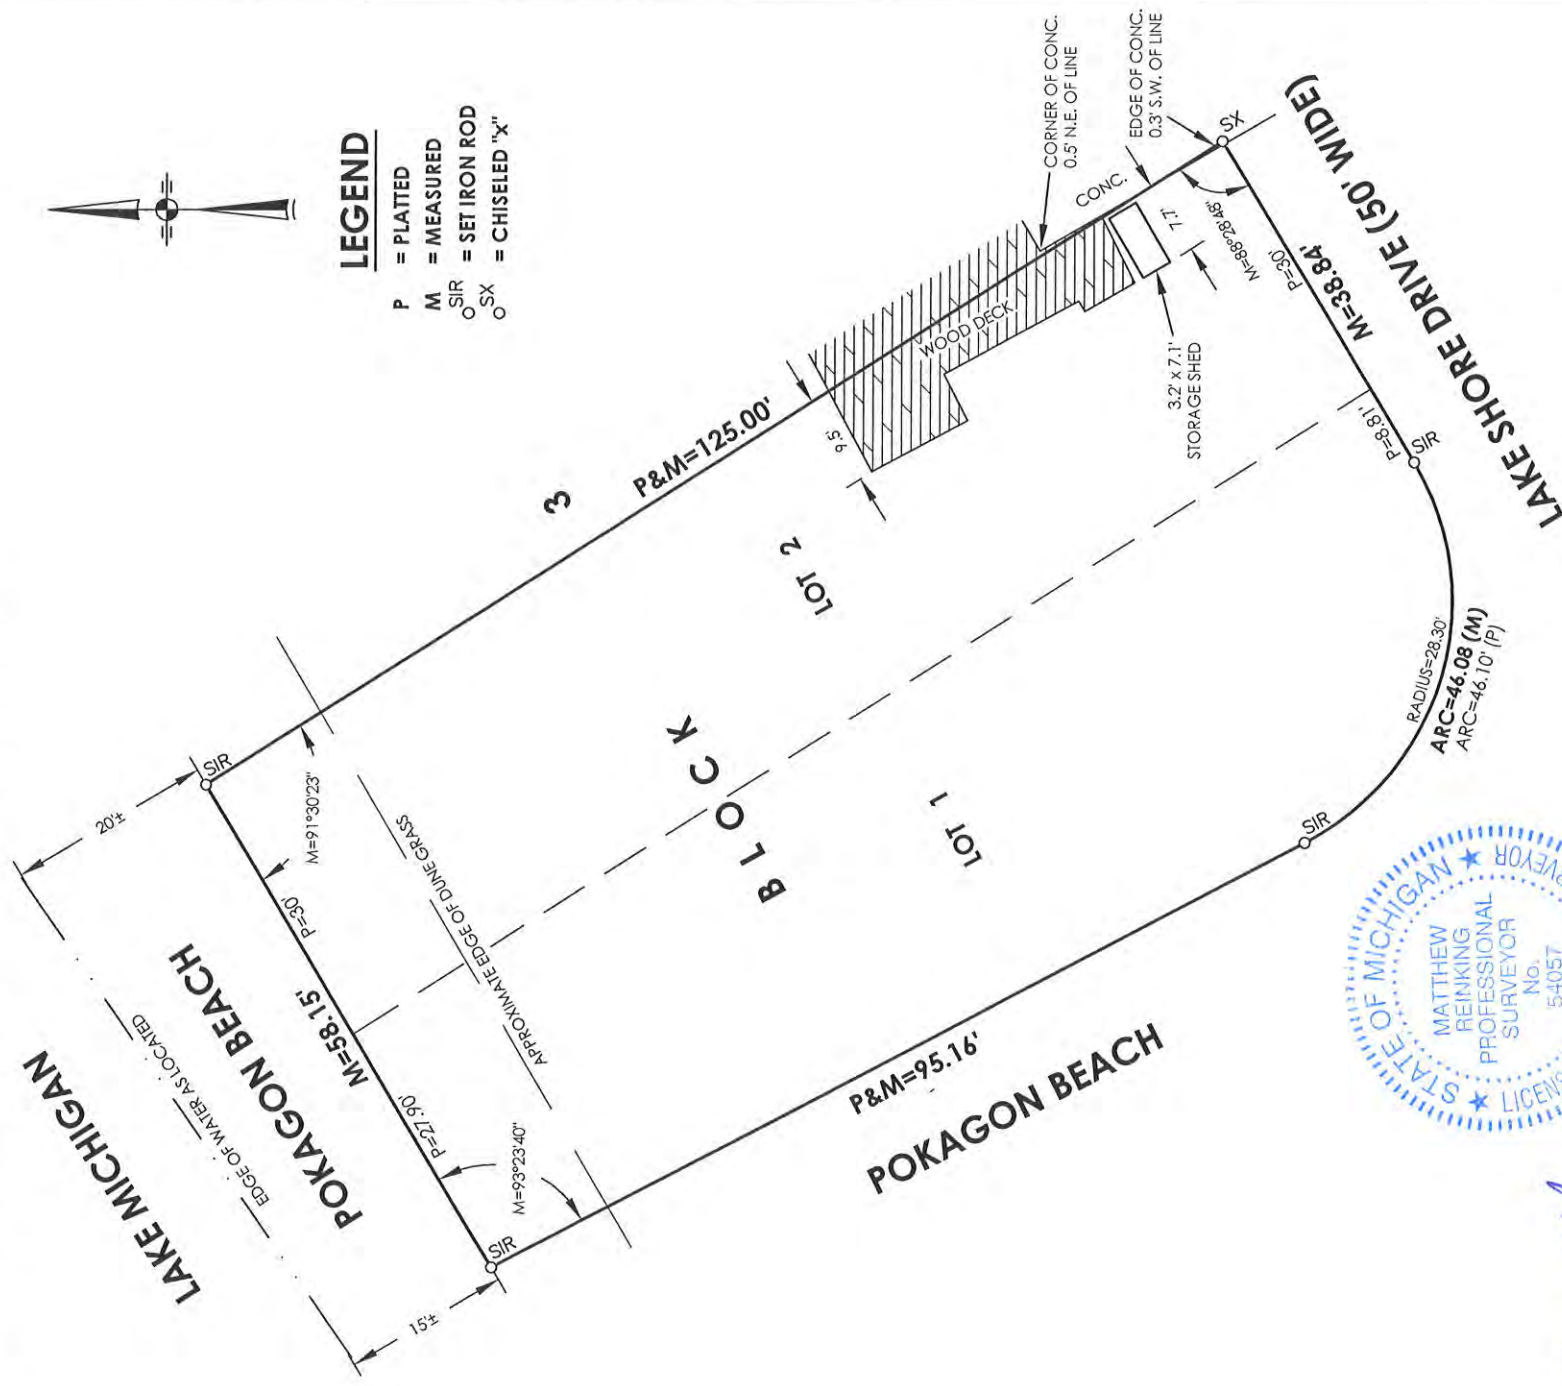 LEGEND
P = PLATTED
M = MEASURED
SIR = SET IRON ROD
SX = CHISELED "x"
LAKE MICHIGAN
EDGE OF WATER AS LOCATED
POKAGON BEACH
20'±
15'±
SIR
M=91°30'23"
P=30'
M=58.15'
P=27.90'
M=93°23'40"
SIR
APPROXIMATE EDGE OF DUNE GRASS
3
P&M=125.00'
BLOCK
LOT 2
LOT 1
9.5'
WOOD DECK
CORNER OF CONC.
0.5' N.E. OF LINE
CONC.
EDGE OF CONC.
0.3' S.W. OF LINE
SX
7.7'
M=88°28'48"
3.2' x 7.1'
STORAGE SHED
P=30'
M=38.84'
P=8.81'
SIR
LAKE SHORE DRIVE (50' WIDE)
RADIUS=28.30'
ARC=46.08 (M)
ARC=46.10' (P)
SIR
P&M=95.16'
POKAGON BEACH
STATE OF MICHIGAN
MATTHEW
REINKING
PROFESSIONAL
SURVEYOR
No.
54057